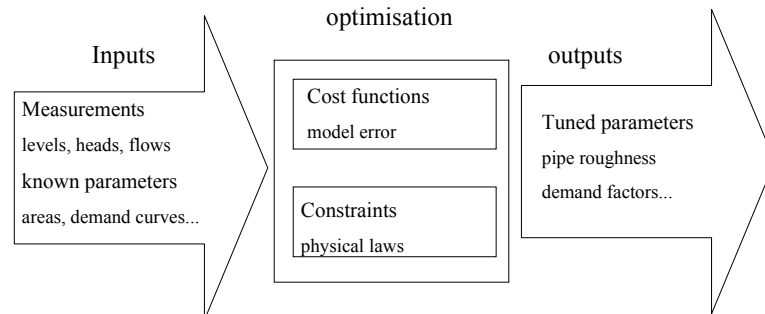 optimisation
Inputs
outputs
Measurements
levels, heads, flows
known parameters
areas, demand curves...
Cost functions
model error
Constraints
physical laws
Tuned parameters
pipe roughness
demand factors...